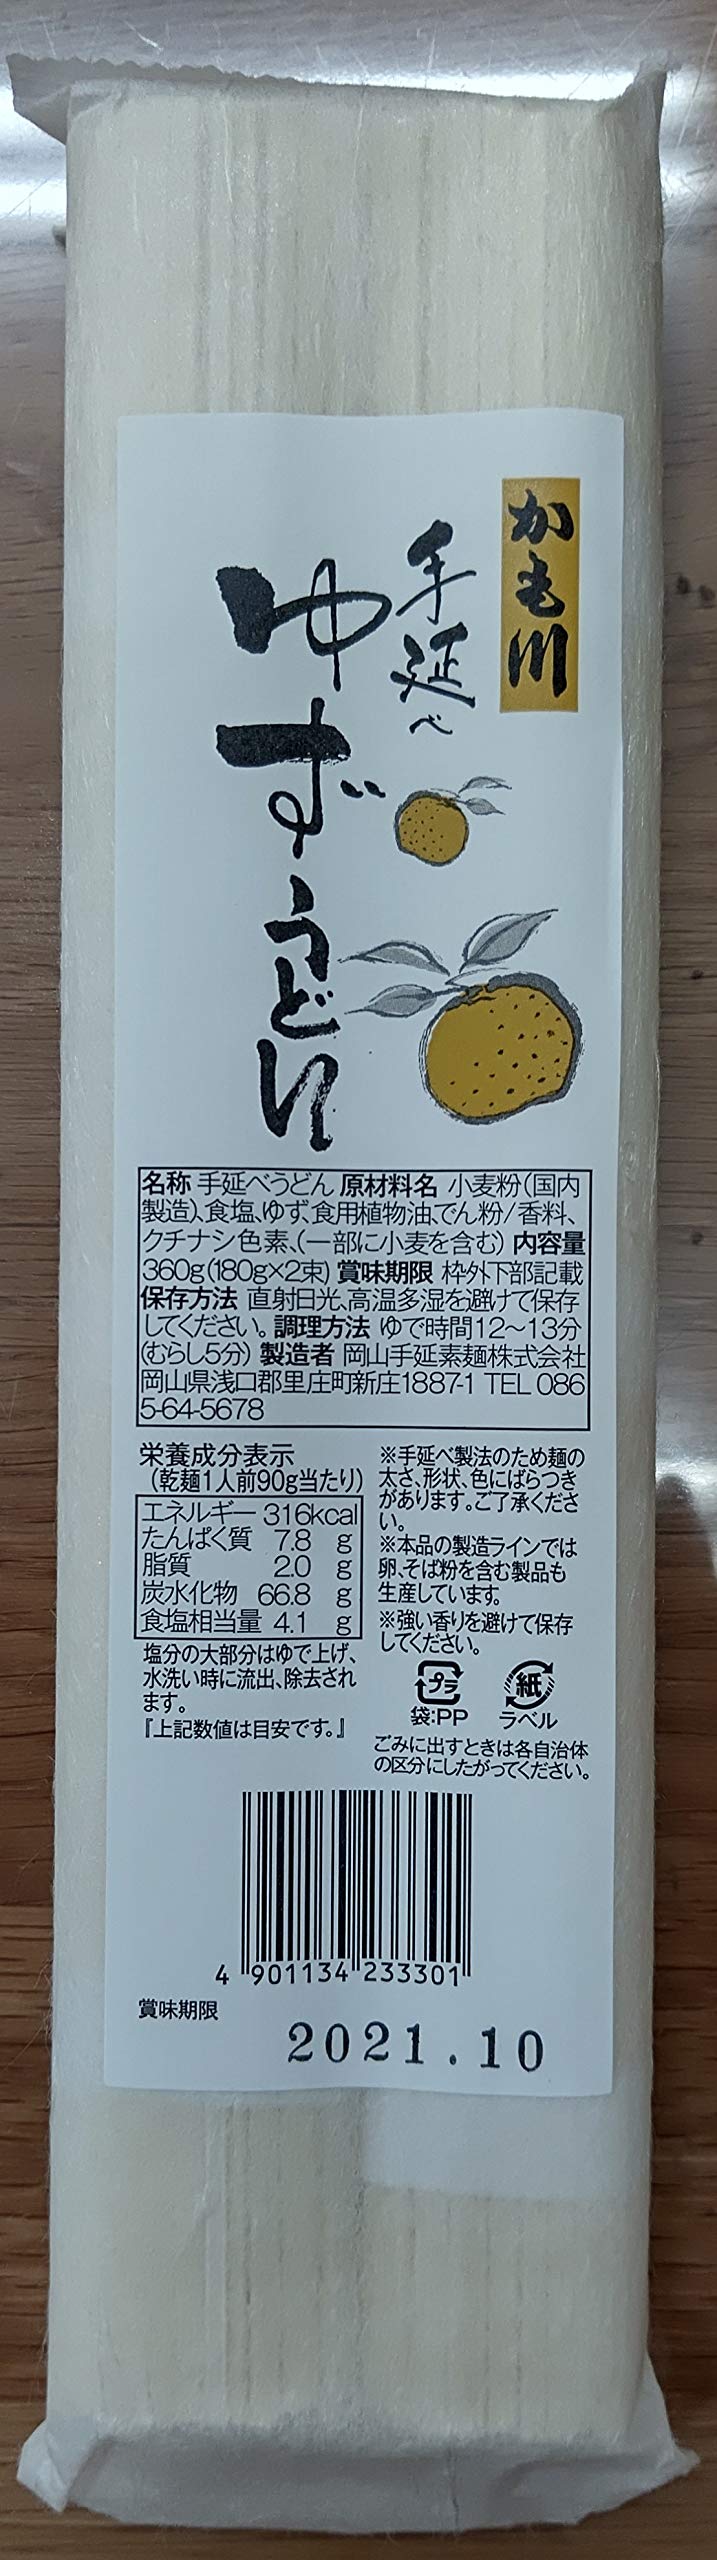 かも川
手延べ
ゆずうどん
名称 手延べうどん 原材料名 小麦粉(国内
製造)、食塩、ゆず、食用植物油、でん粉/香料、
クチナシ色素、(一部に小麦を含む) 内容量
360g(180g×2束) 賞味期限 枠外下部記載
保存方法 直射日光、高温多湿を避けて保存
してください。調理方法 ゆで時間12〜13分
(むらし5分) 製造者 岡山手延素麺株式会社
岡山県浅口郡里庄町新庄1887-1 TEL 086
5-64-5678
栄養成分表示
(乾麺1人前90g当たり)
エネルギー 316kcal
たんぱく質 7.8 g
脂質 2.0 g
炭水化物 66.8 g
食塩相当量 4.1 g
塩分の大部分はゆで上げ、
水洗い時に流出、除去され
ます。
『上記数値は目安です。』
※手延べ製法のため麺の
太さ、形状、色にばらつき
があります。ご了承くださ
い。
※本品の製造ラインでは
卵、そば粉を含む製品も
生産しています。
※強い香りを避けて保存
してください。
プラ
袋:PP
紙
ラベル
ごみに出すときは各自治体
の区分にしたがってください。
4 901134 233301
賞味期限
2021.10